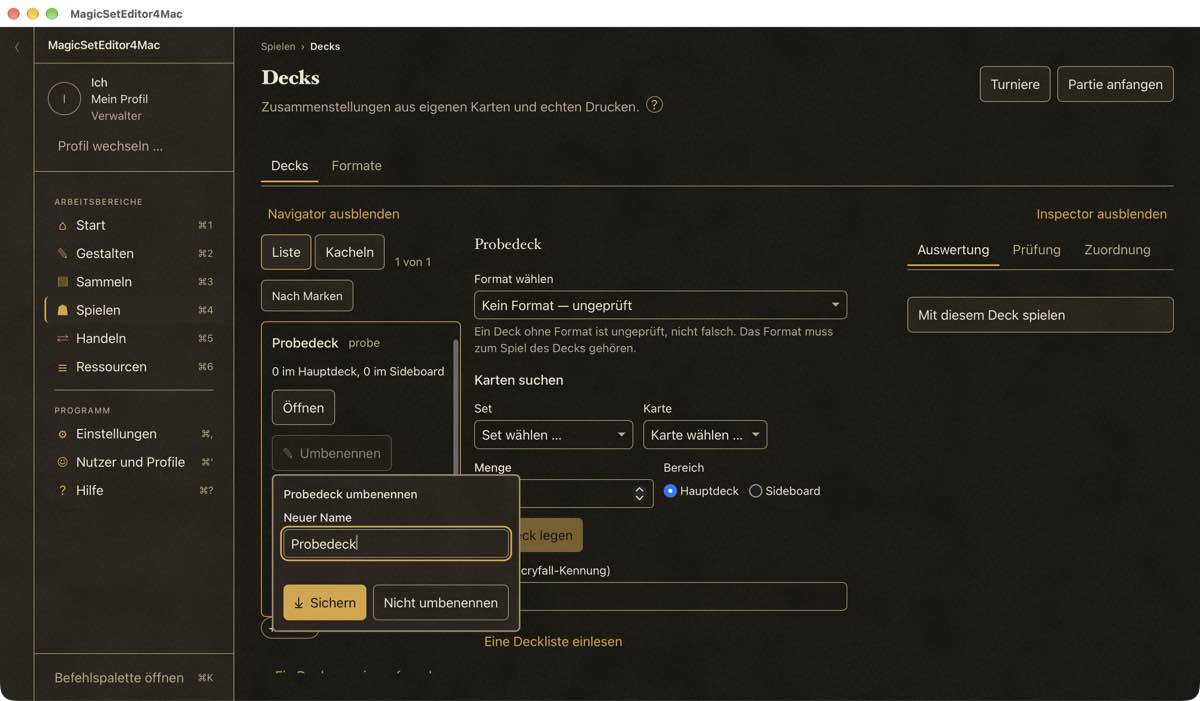 MagicSetEditor4Mac
MagicSetEditor4Mac
I
Ich
Mein Profil
Verwalter
Profil wechseln ...
ARBEITSBEREICHE
Start ⌘1
Gestalten ⌘2
Sammeln ⌘3
Spielen ⌘4
Handeln ⌘5
Ressourcen ⌘6
PROGRAMM
Einstellungen ⌘,
Nutzer und Profile ⌘'
? Hilfe ⌘?
Befehlspalette öffnen ⌘K
Spielen › Decks
Decks
Zusammenstellungen aus eigenen Karten und echten Drucken. ?
Turniere
Partie anfangen
Decks
Formate
Navigator ausblenden
Inspector ausblenden
Liste
Kacheln
1 von 1
Nach Marken
Probedeck probe
0 im Hauptdeck, 0 im Sideboard
Öffnen
Umbenennen
Probedeck umbenennen
Neuer Name
Probedeck
Sichern
Nicht umbenennen
Probedeck
Format wählen
Kein Format — ungeprüft
Ein Deck ohne Format ist ungeprüft, nicht falsch. Das Format muss
zum Spiel des Decks gehören.
Karten suchen
Set
Karte
Set wählen ...
Karte wählen ...
Menge
Bereich
Hauptdeck
Sideboard
legen
cryfall-Kennung)
Eine Deckliste einlesen
Auswertung
Prüfung
Zuordnung
Mit diesem Deck spielen